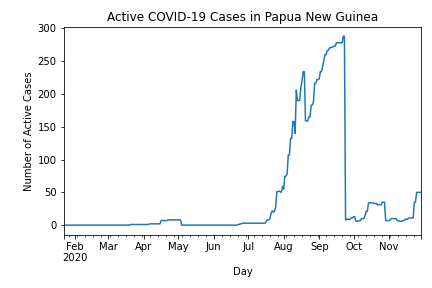 Active COVID-19 Cases in Papua New Guinea
300
250
200
150
100
50
0
Number of Active Cases
Feb Mar Apr May Jun Jul Aug Sep Oct Nov
2020
Day